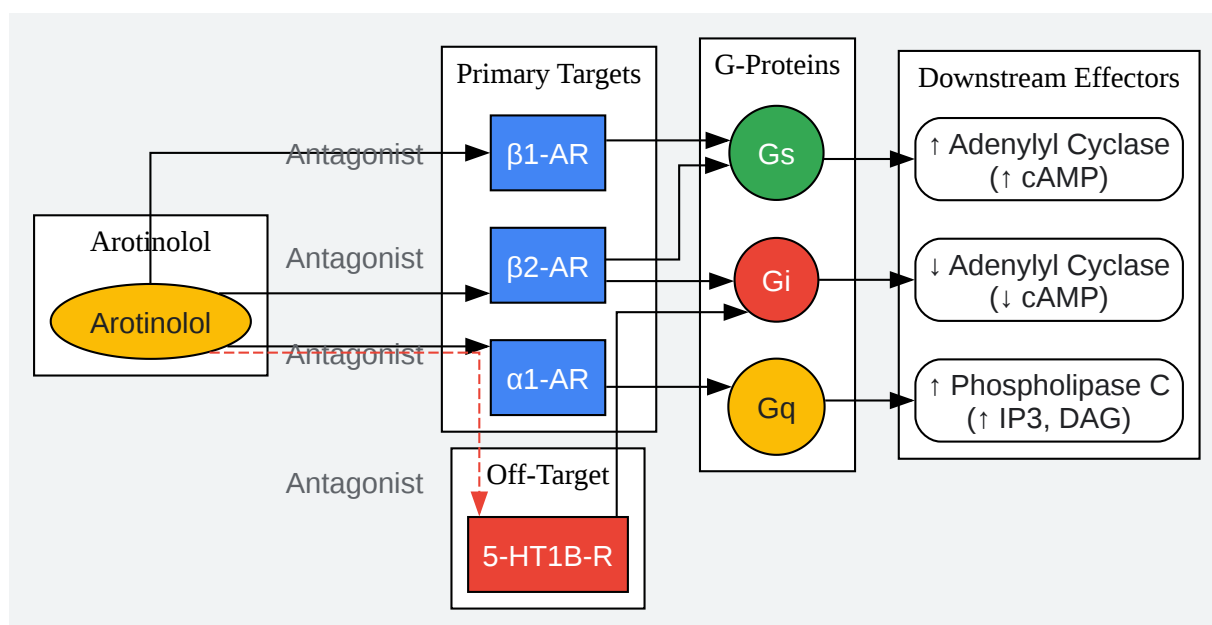 Arotinolol
Arotinolol
Antagonist
Antagonist
Antagonist
Antagonist
Primary Targets
β1-AR
β2-AR
α1-AR
Off-Target
5-HT1B-R
G-Proteins
Gs
Gi
Gq
Downstream Effectors
↑ Adenylyl Cyclase
(↑ cAMP)
↓ Adenylyl Cyclase
(↓ cAMP)
↑ Phospholipase C
(↑ IP3, DAG)